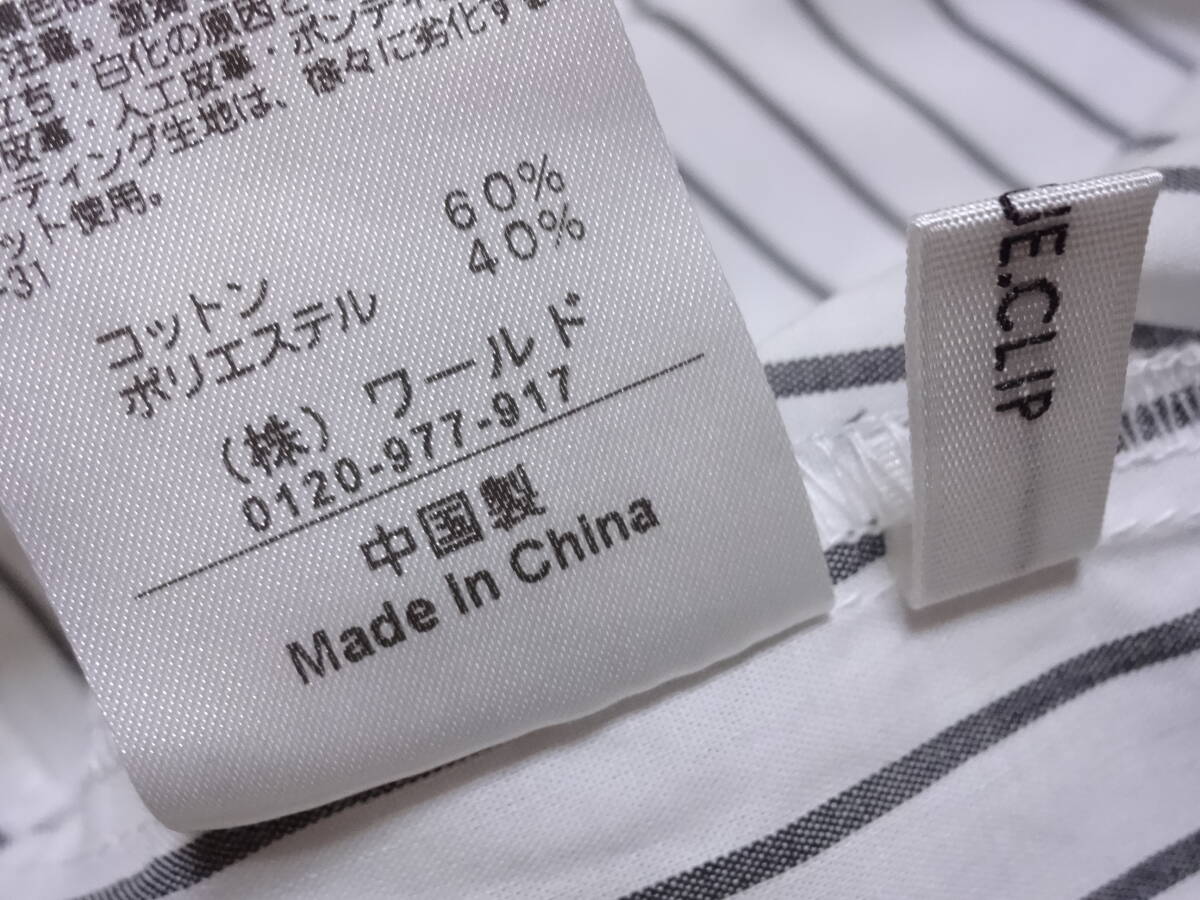 注意。
立ち・白化の原因と
皮革・人工皮革・ボンディ
ーティング生地は、徐々に劣化する
ット使用。
-31
コットン 60%
ポリエステル 40%
(株) ワールド
0120-977-917
中国製
Made in China
UE.CLIP